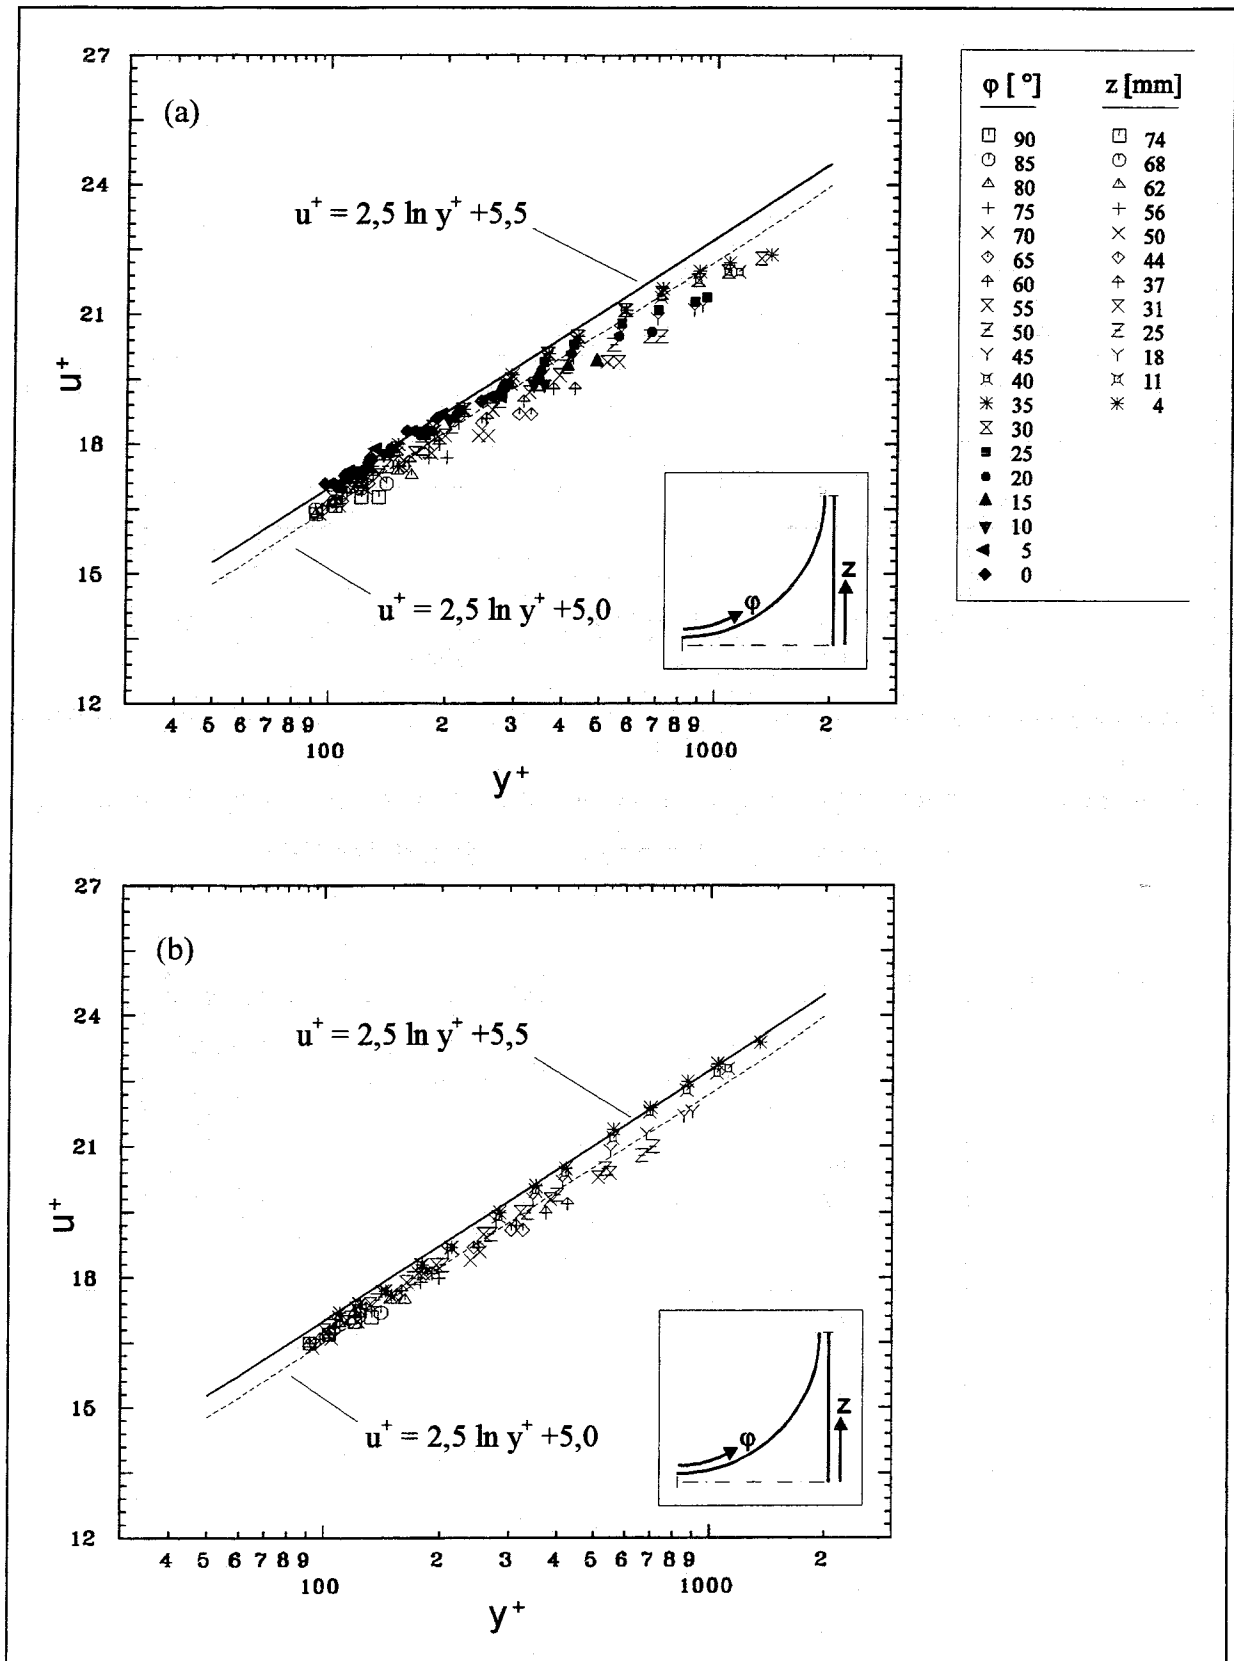 27
24
21
18
15
12
u⁺
(a)
u⁺ = 2,5 ln y⁺ +5,5
u⁺ = 2,5 ln y⁺ +5,0
φ
z
4 5 6 7 8 9 2 3 4 5 6 7 8 9 2
100 1000
y⁺
φ [ °] z [mm]
90 74
85 68
80 62
75 56
70 50
65 44
60 37
55 31
50 25
45 18
40 11
35 4
30
25
20
15
10
5
0
27
24
21
18
15
12
u⁺
(b)
u⁺ = 2,5 ln y⁺ +5,5
u⁺ = 2,5 ln y⁺ +5,0
φ
z
4 5 6 7 8 9 2 3 4 5 6 7 8 9 2
100 1000
y⁺